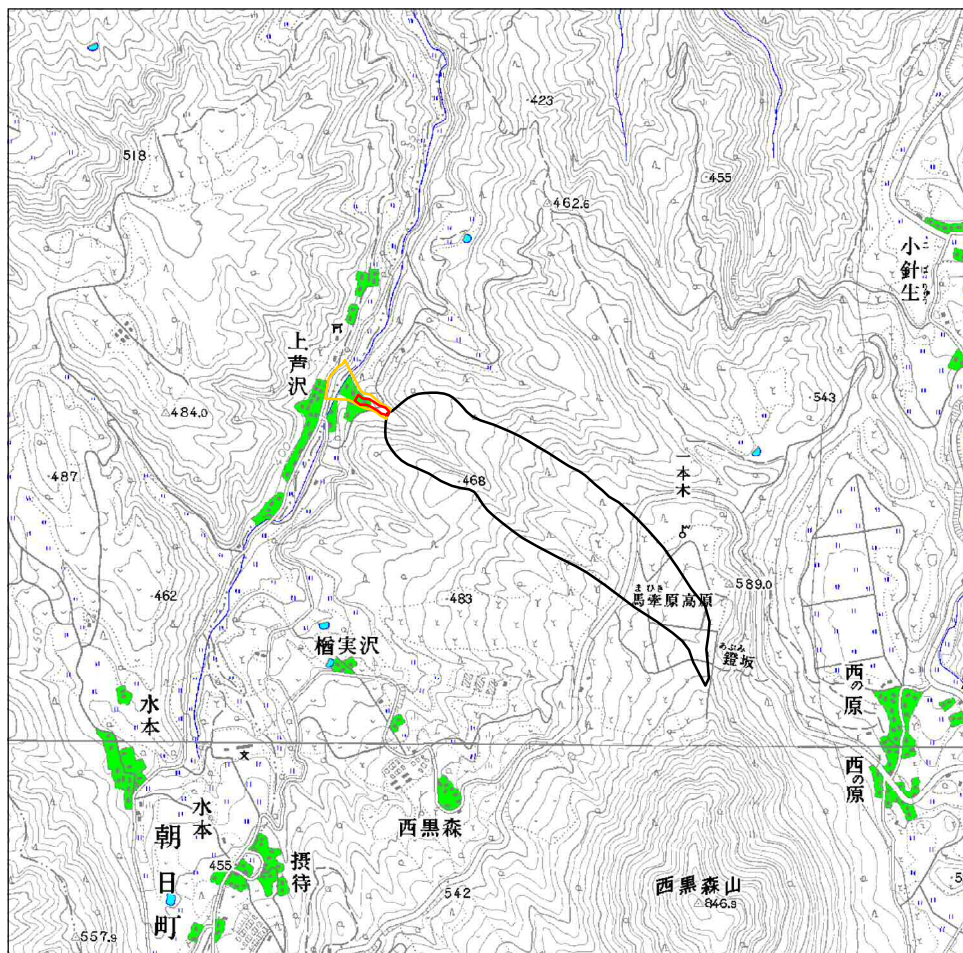 518
423
455
462.6
小針生
上芦沢
484.0
543
487
468
一本木
589.0
まひき
馬牽原高原
462
483
あぶみ
鐙坂
楢実沢
西の原
水本
西の原
水本
西黒森
朝日町
455
摂待
542
西黒森山
846.9
557.9